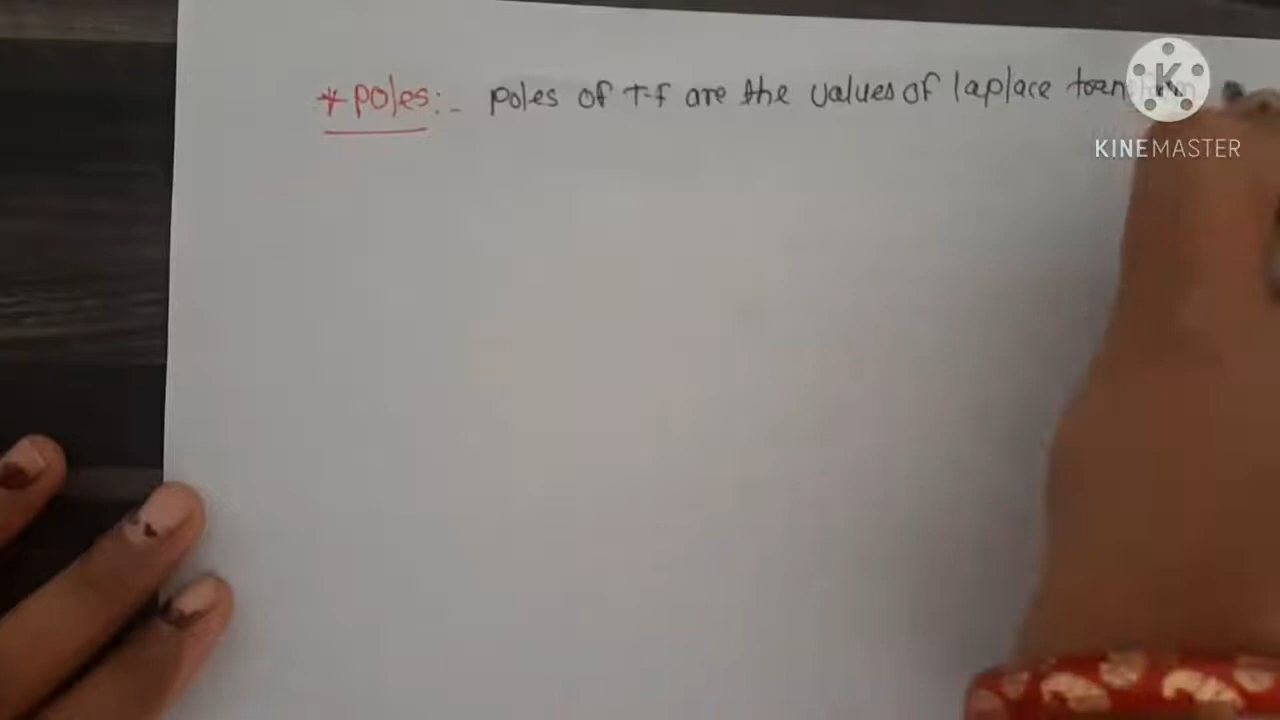 * poles:- poles of T.f are the values of laplace
KINEMASTER